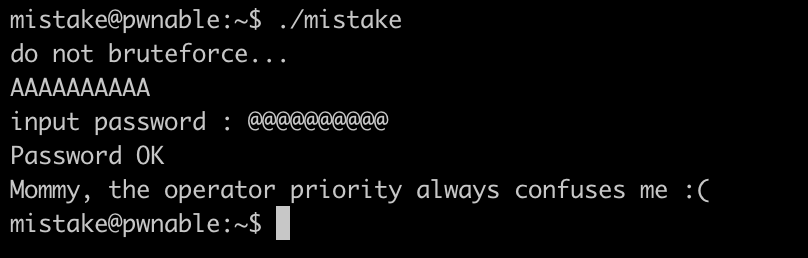 mistake@pwnable:~$ ./mistake
do not bruteforce...
AAAAAAAAAA
input password : @@@@@@@@@@
Password OK
Mommy, the operator priority always confuses me :(
mistake@pwnable:~$